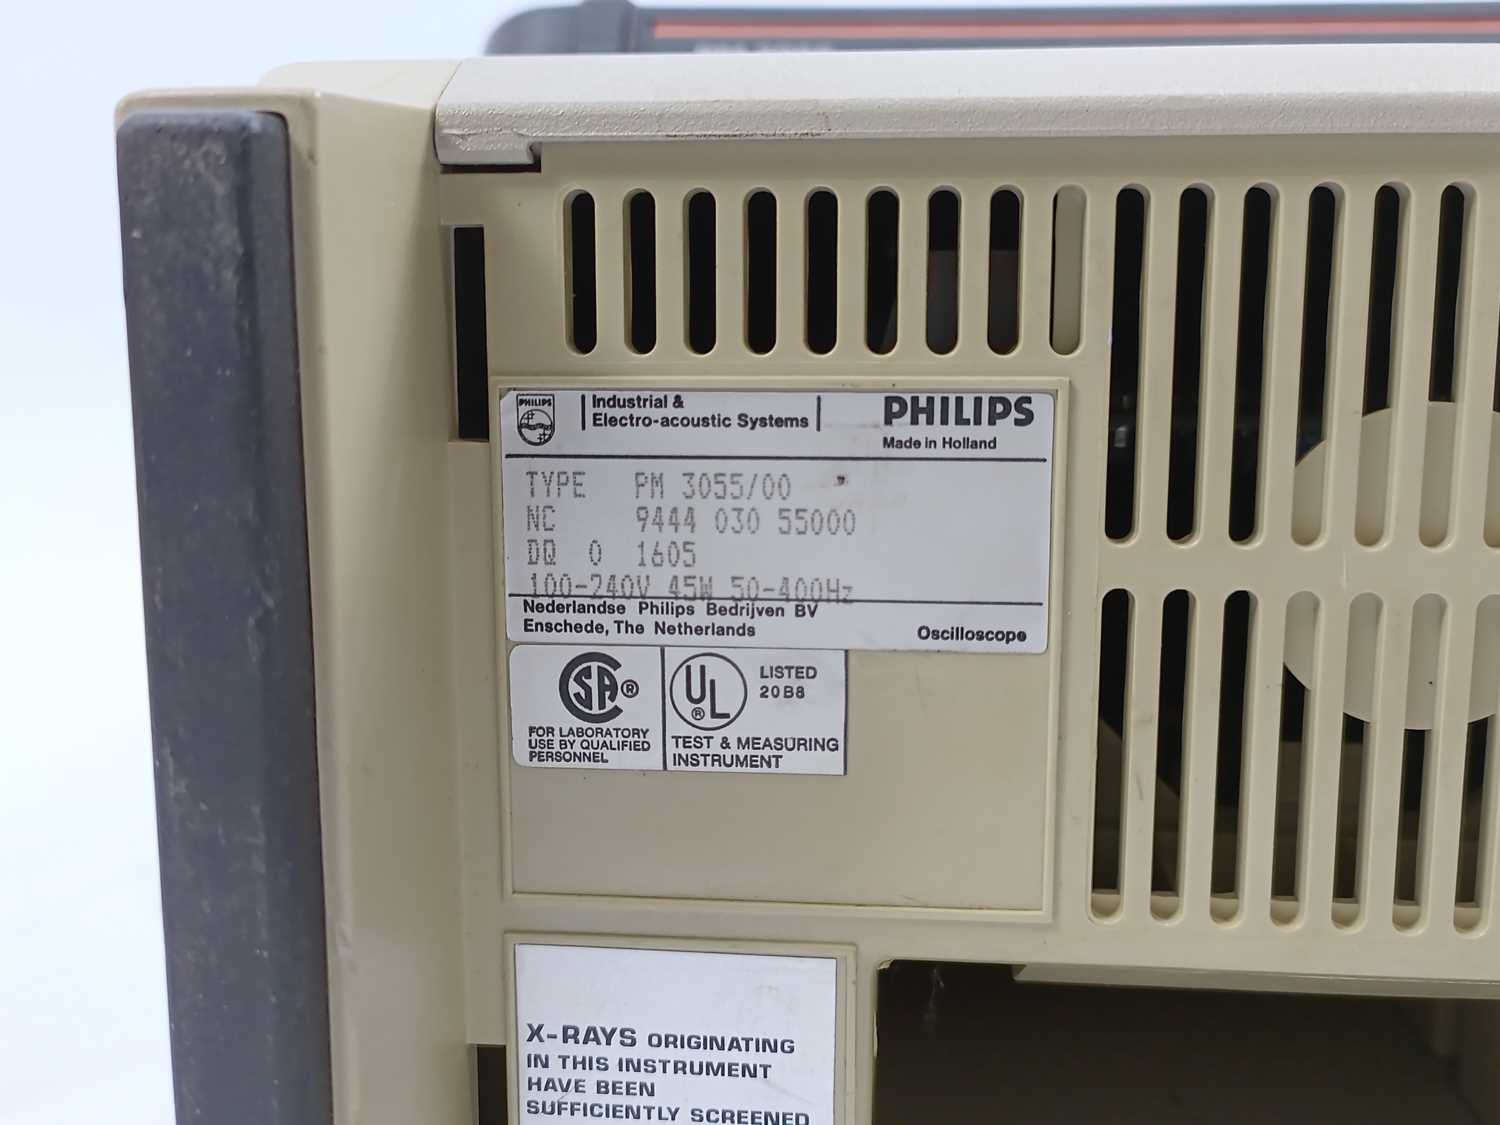 PHILIPS
Industrial &
Electro-acoustic Systems
PHILIPS
Made in Holland
TYPE PM 3055/00
NC 9444 030 55000
DQ 0 1605
100-240V 45W 50-400Hz
Nederlandse Philips Bedrijven BV
Enschede, The Netherlands
Oscilloscope
SA ®
FOR LABORATORY
USE BY QUALIFIED
PERSONNEL
UL ®
LISTED
20B8
TEST & MEASURING
INSTRUMENT
X-RAYS ORIGINATING
IN THIS INSTRUMENT
HAVE BEEN
SUFFICIENTLY SCREENED